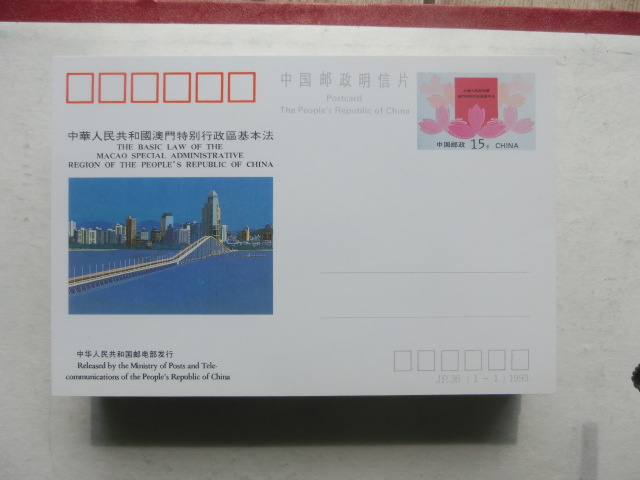 中国邮政明信片
Postcard
The People's Republic of China
中國邮政 15分 CHINA
中華人民共和國澳門特别行政區基本法
THE BASIC LAW OF THE
MACAO SPECIAL ADMINISTRATIVE
REGION OF THE PEOPLE'S REPUBLIC OF CHINA
中华人民共和国邮电部发行
Released by the Ministry of Posts and Tele-
communications of the People's Republic of China
JP.36 (1-1) 1993